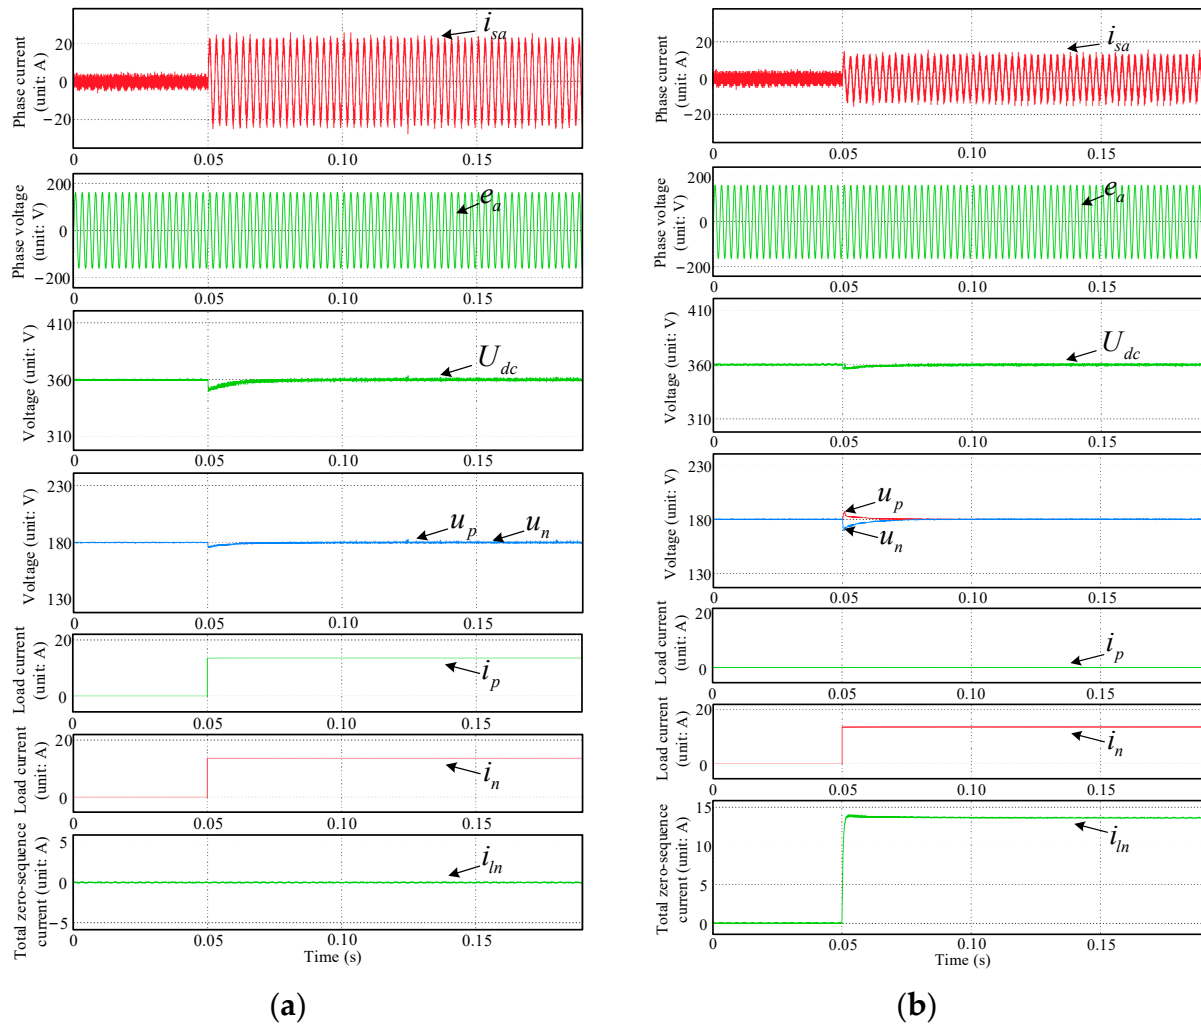 Phase current
(unit: A)
20
0
−20
i_sa
0
0.05
0.10
0.15
Phase voltage
(unit: V)
200
0
−200
e_a
0
0.05
0.10
0.15
Voltage (unit: V)
410
360
310
U_dc
0
0.05
0.10
0.15
Voltage (unit: V)
230
180
130
u_p
u_n
0
0.05
0.10
0.15
Load current
(unit: A)
20
0
i_p
0
0.05
0.10
0.15
Load current
(unit: A)
20
0
i_n
0
0.05
0.10
0.15
Total zero-sequence
current (unit: A)
5
0
−5
i_ln
0
0.05
0.10
0.15
Time (s)
(a)
Phase current
(unit: A)
20
0
−20
i_sa
0
0.05
0.10
0.15
Phase voltage
(unit: V)
200
0
−200
e_a
0
0.05
0.10
0.15
Voltage (unit: V)
410
360
310
U_dc
0
0.05
0.10
0.15
Voltage (unit: V)
230
180
130
u_p
u_n
0
0.05
0.10
0.15
Load current
(unit: A)
20
0
i_p
0
0.05
0.10
0.15
Load current
(unit: A)
20
0
i_n
0
0.05
0.10
0.15
Total zero-sequence
current (unit: A)
15
10
5
0
i_ln
0
0.05
0.10
0.15
Time (s)
(b)